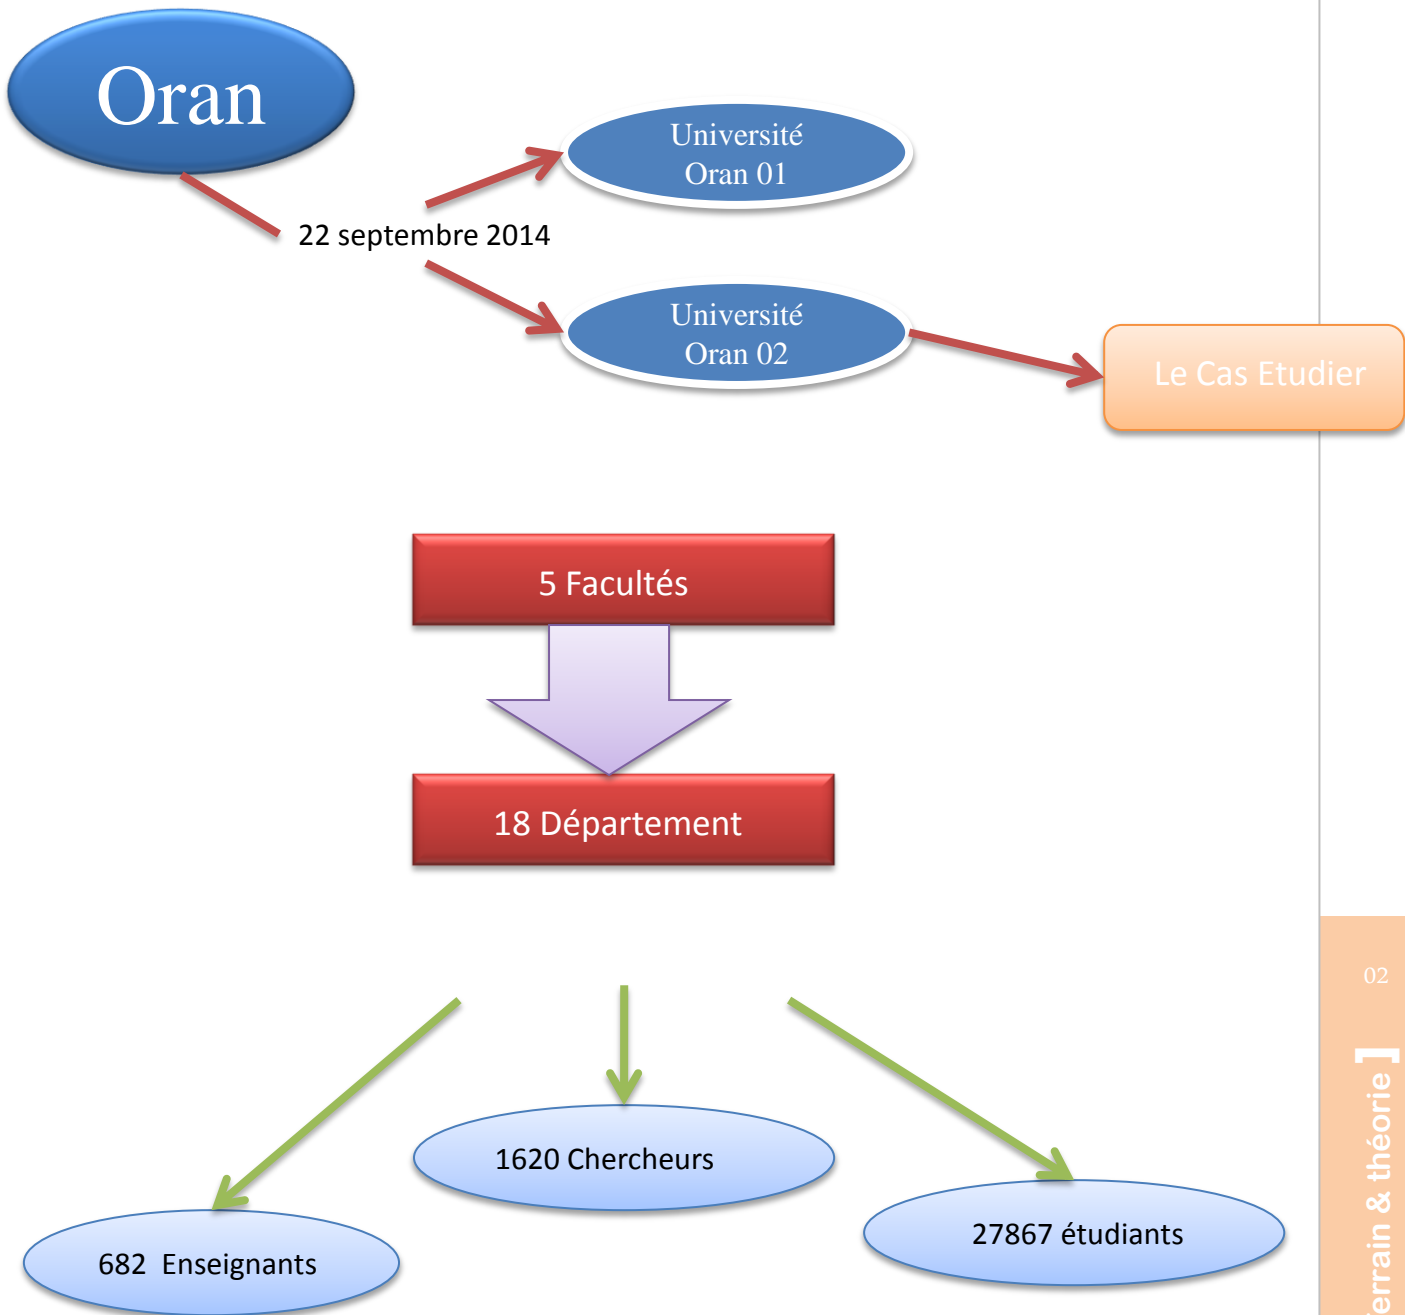 Oran
Université
Oran 01
22 septembre 2014
Université
Oran 02
Le Cas Etudier
5 Facultés
18 Département
02
& théorie ]
1620 Chercheurs
27867 étudiants
682 Enseignants